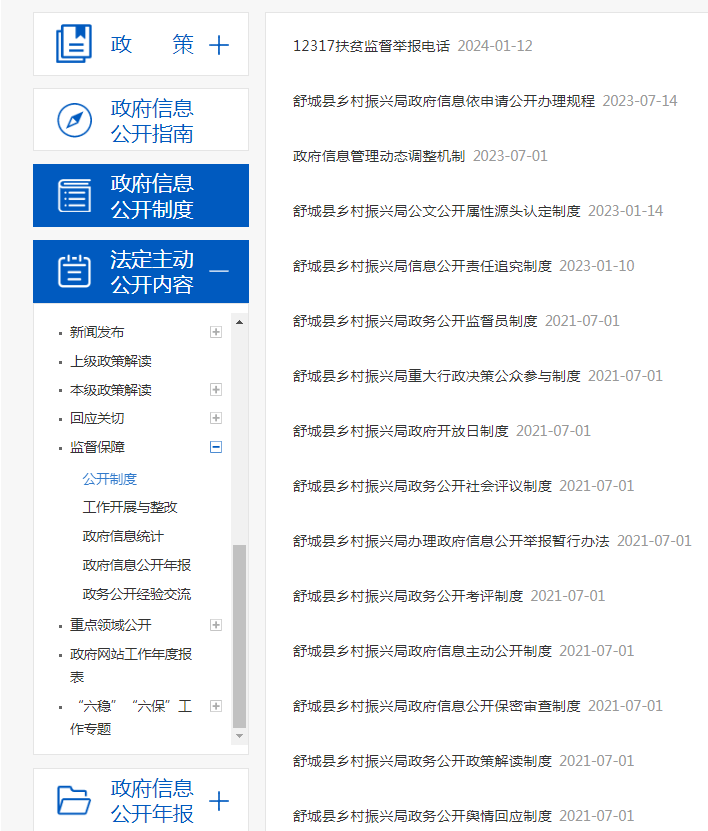 政 策
政府信息
公开指南
政府信息
公开制度
法定主动
公开内容
新闻发布
上级政策解读
本级政策解读
回应关切
监督保障
公开制度
工作开展与整改
政府信息统计
政府信息公开年报
政务公开经验交流
重点领域公开
政府网站工作年度报
表
“六稳” “六保”工
作专题
政府信息
公开年报
12317扶贫监督举报电话 2024-01-12
舒城县乡村振兴局政府信息依申请公开办理规程 2023-07-14
政府信息管理动态调整机制 2023-07-01
舒城县乡村振兴局公文公开属性源头认定制度 2023-01-14
舒城县乡村振兴局信息公开责任追究制度 2023-01-10
舒城县乡村振兴局政务公开监督员制度 2021-07-01
舒城县乡村振兴局重大行政决策公众参与制度 2021-07-01
舒城县乡村振兴局政府开放日制度 2021-07-01
舒城县乡村振兴局政务公开社会评议制度 2021-07-01
舒城县乡村振兴局办理政府信息公开举报暂行办法 2021-07-01
舒城县乡村振兴局政务公开考评制度 2021-07-01
舒城县乡村振兴局政府信息主动公开制度 2021-07-01
舒城县乡村振兴局政府信息公开保密审查制度 2021-07-01
舒城县乡村振兴局政务公开政策解读制度 2021-07-01
舒城县乡村振兴局政务公开舆情回应制度 2021-07-01